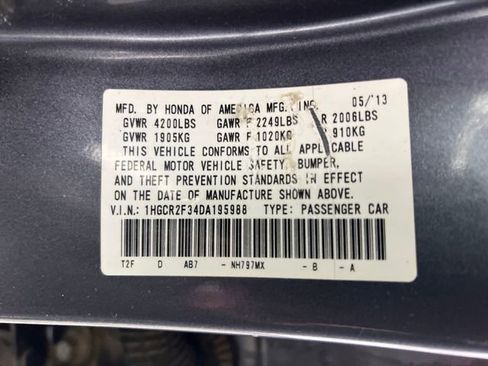 MFD. BY HONDA OF AMERICA MFG., INC. 05/'13
GVWR 4200LBS GAWR F 2249LBS R 2006LBS
GVWR 1905KG GAWR F 1020KG 910KG
THIS VEHICLE CONFORMS TO ALL APPLICABLE
FEDERAL MOTOR VEHICLE SAFETY, BUMPER,
AND THEFT PREVENTION STANDARDS IN EFFECT
ON THE DATE OF MANUFACTURE SHOWN ABOVE.
V.I.N.: 1HGCR2F34DA195988 TYPE: PASSENGER CAR
T2F D AB7 - NH797MX - B - A